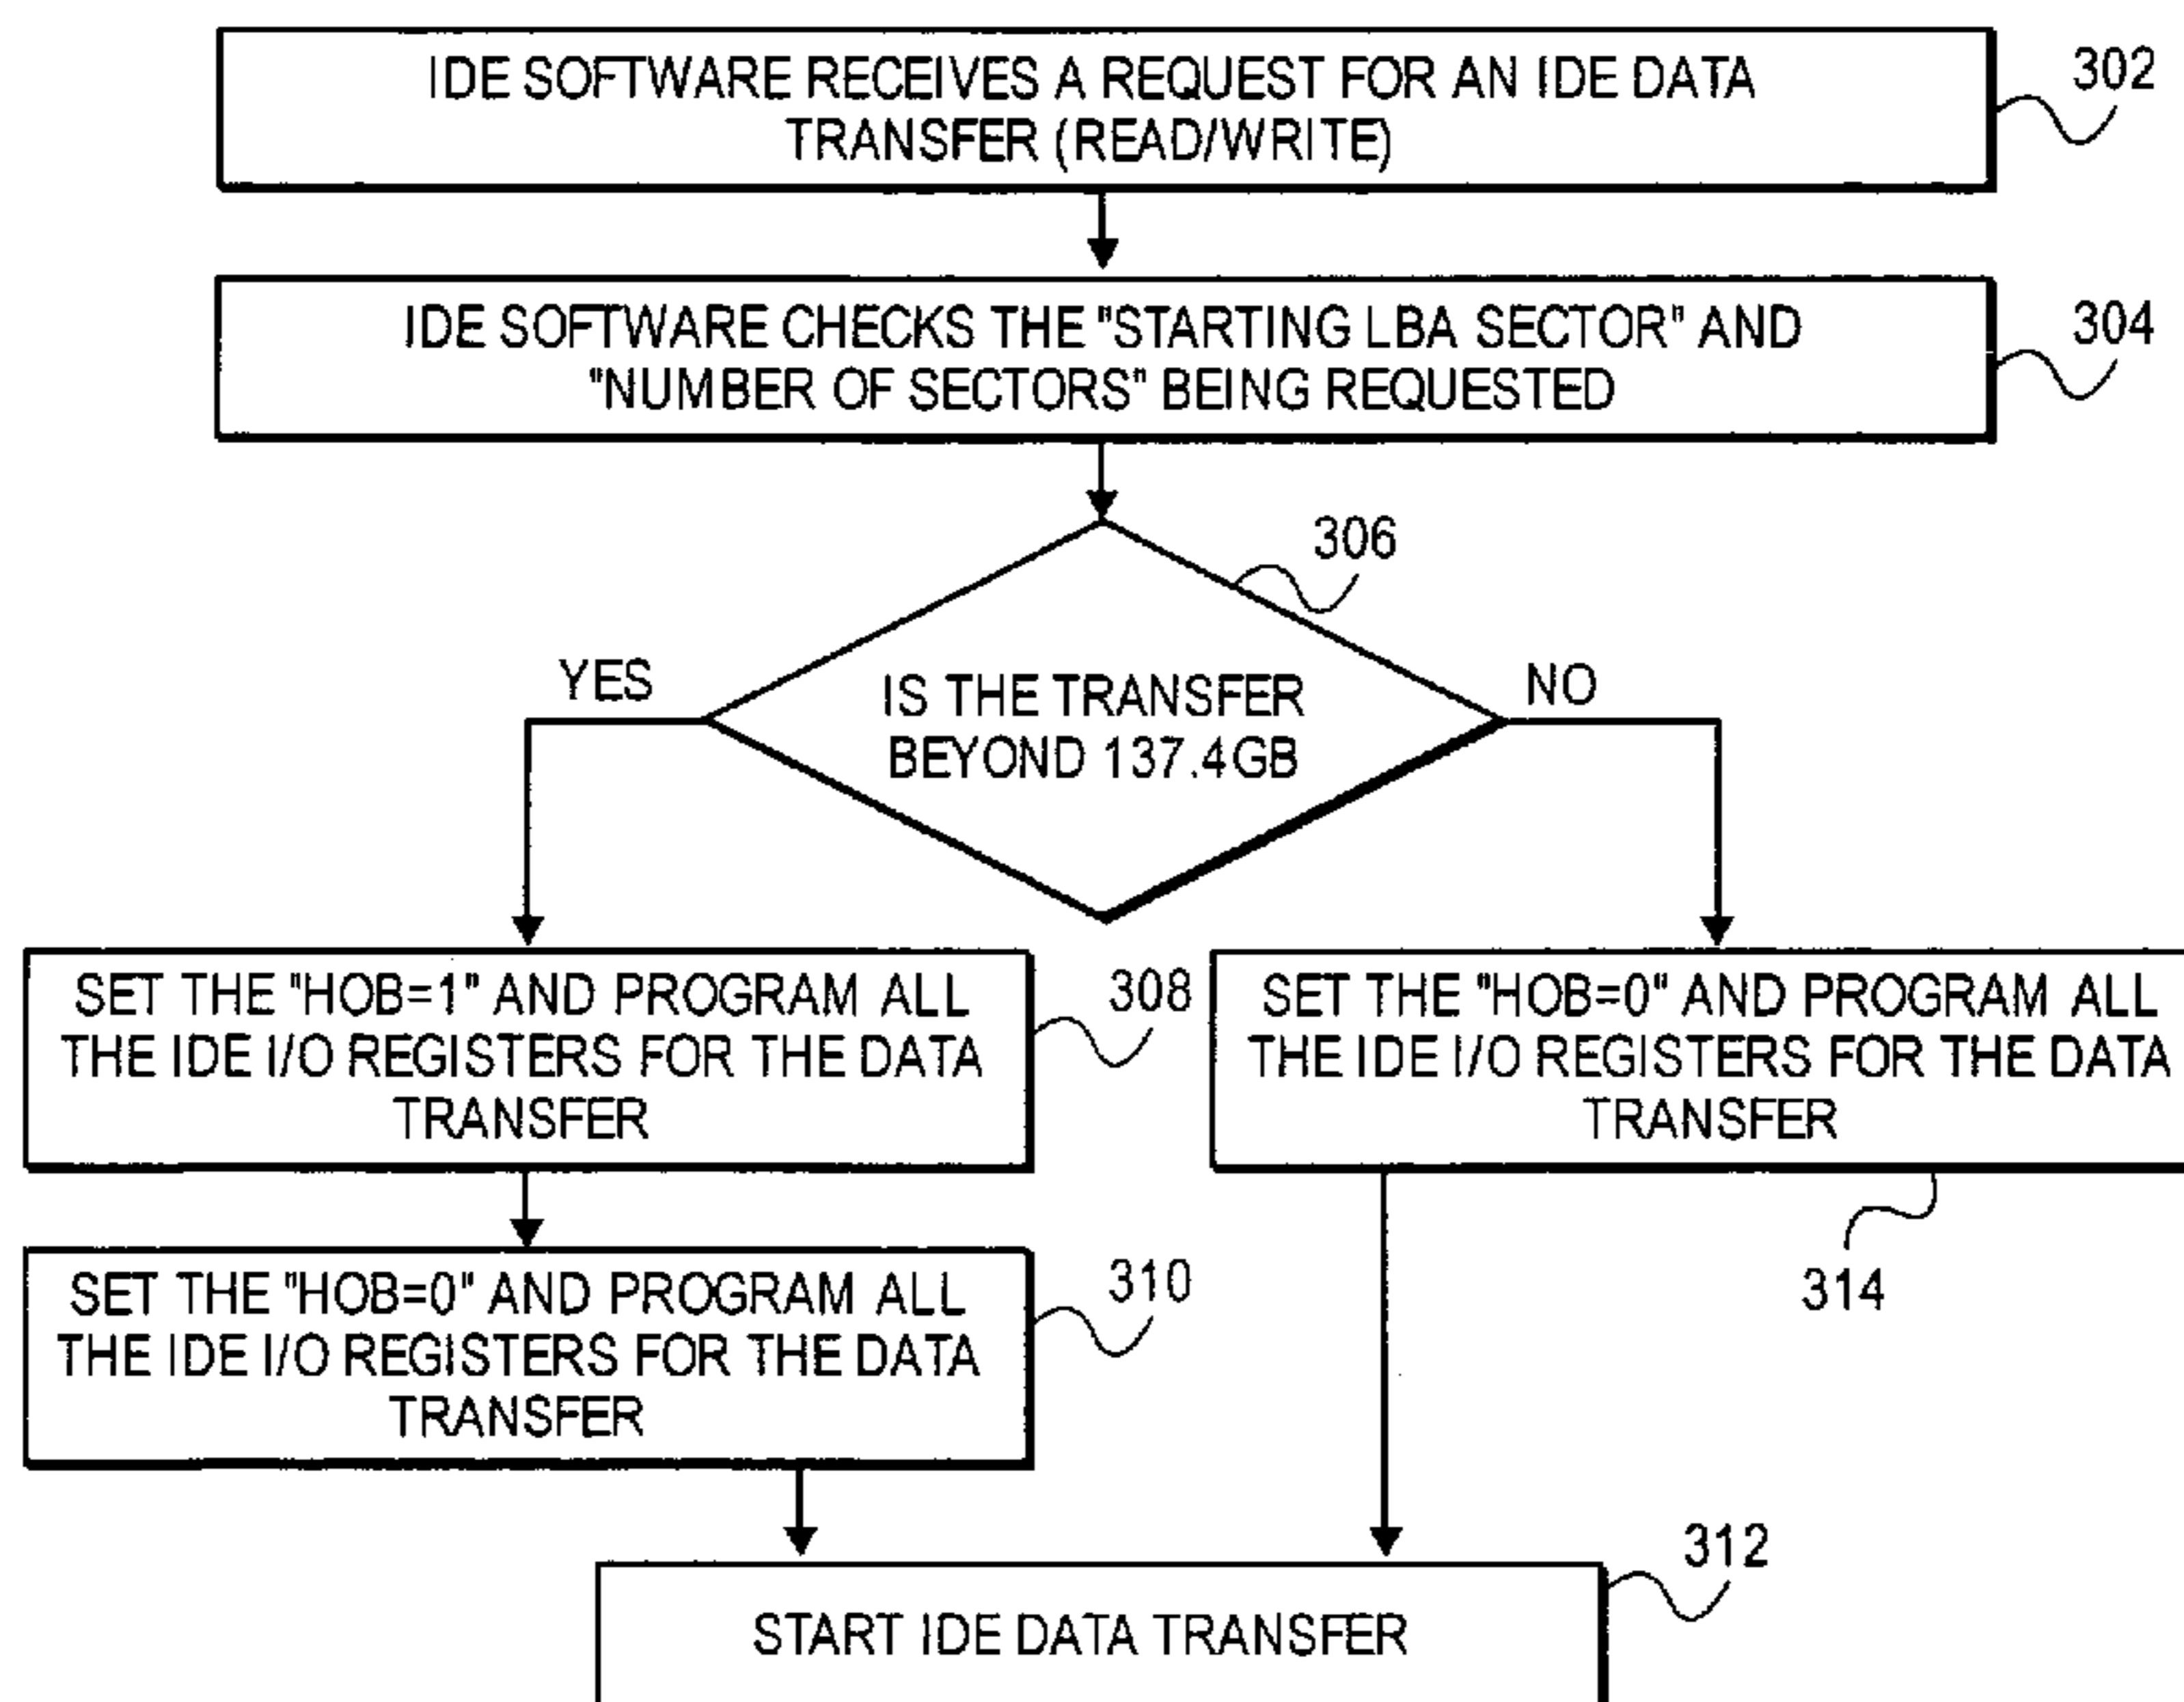 IDE SOFTWARE RECEIVES A REQUEST FOR AN IDE DATA
TRANSFER (READ/WRITE)
302
IDE SOFTWARE CHECKS THE "STARTING LBA SECTOR" AND
"NUMBER OF SECTORS" BEING REQUESTED
304
306
YES
IS THE TRANSFER
BEYOND 137.4GB
NO
SET THE "HOB=1" AND PROGRAM ALL
THE IDE I/O REGISTERS FOR THE DATA
TRANSFER
308
SET THE "HOB=0" AND PROGRAM ALL
THE IDE I/O REGISTERS FOR THE DATA
TRANSFER
314
SET THE "HOB=0" AND PROGRAM ALL
THE IDE I/O REGISTERS FOR THE DATA
TRANSFER
310
312
START IDE DATA TRANSFER